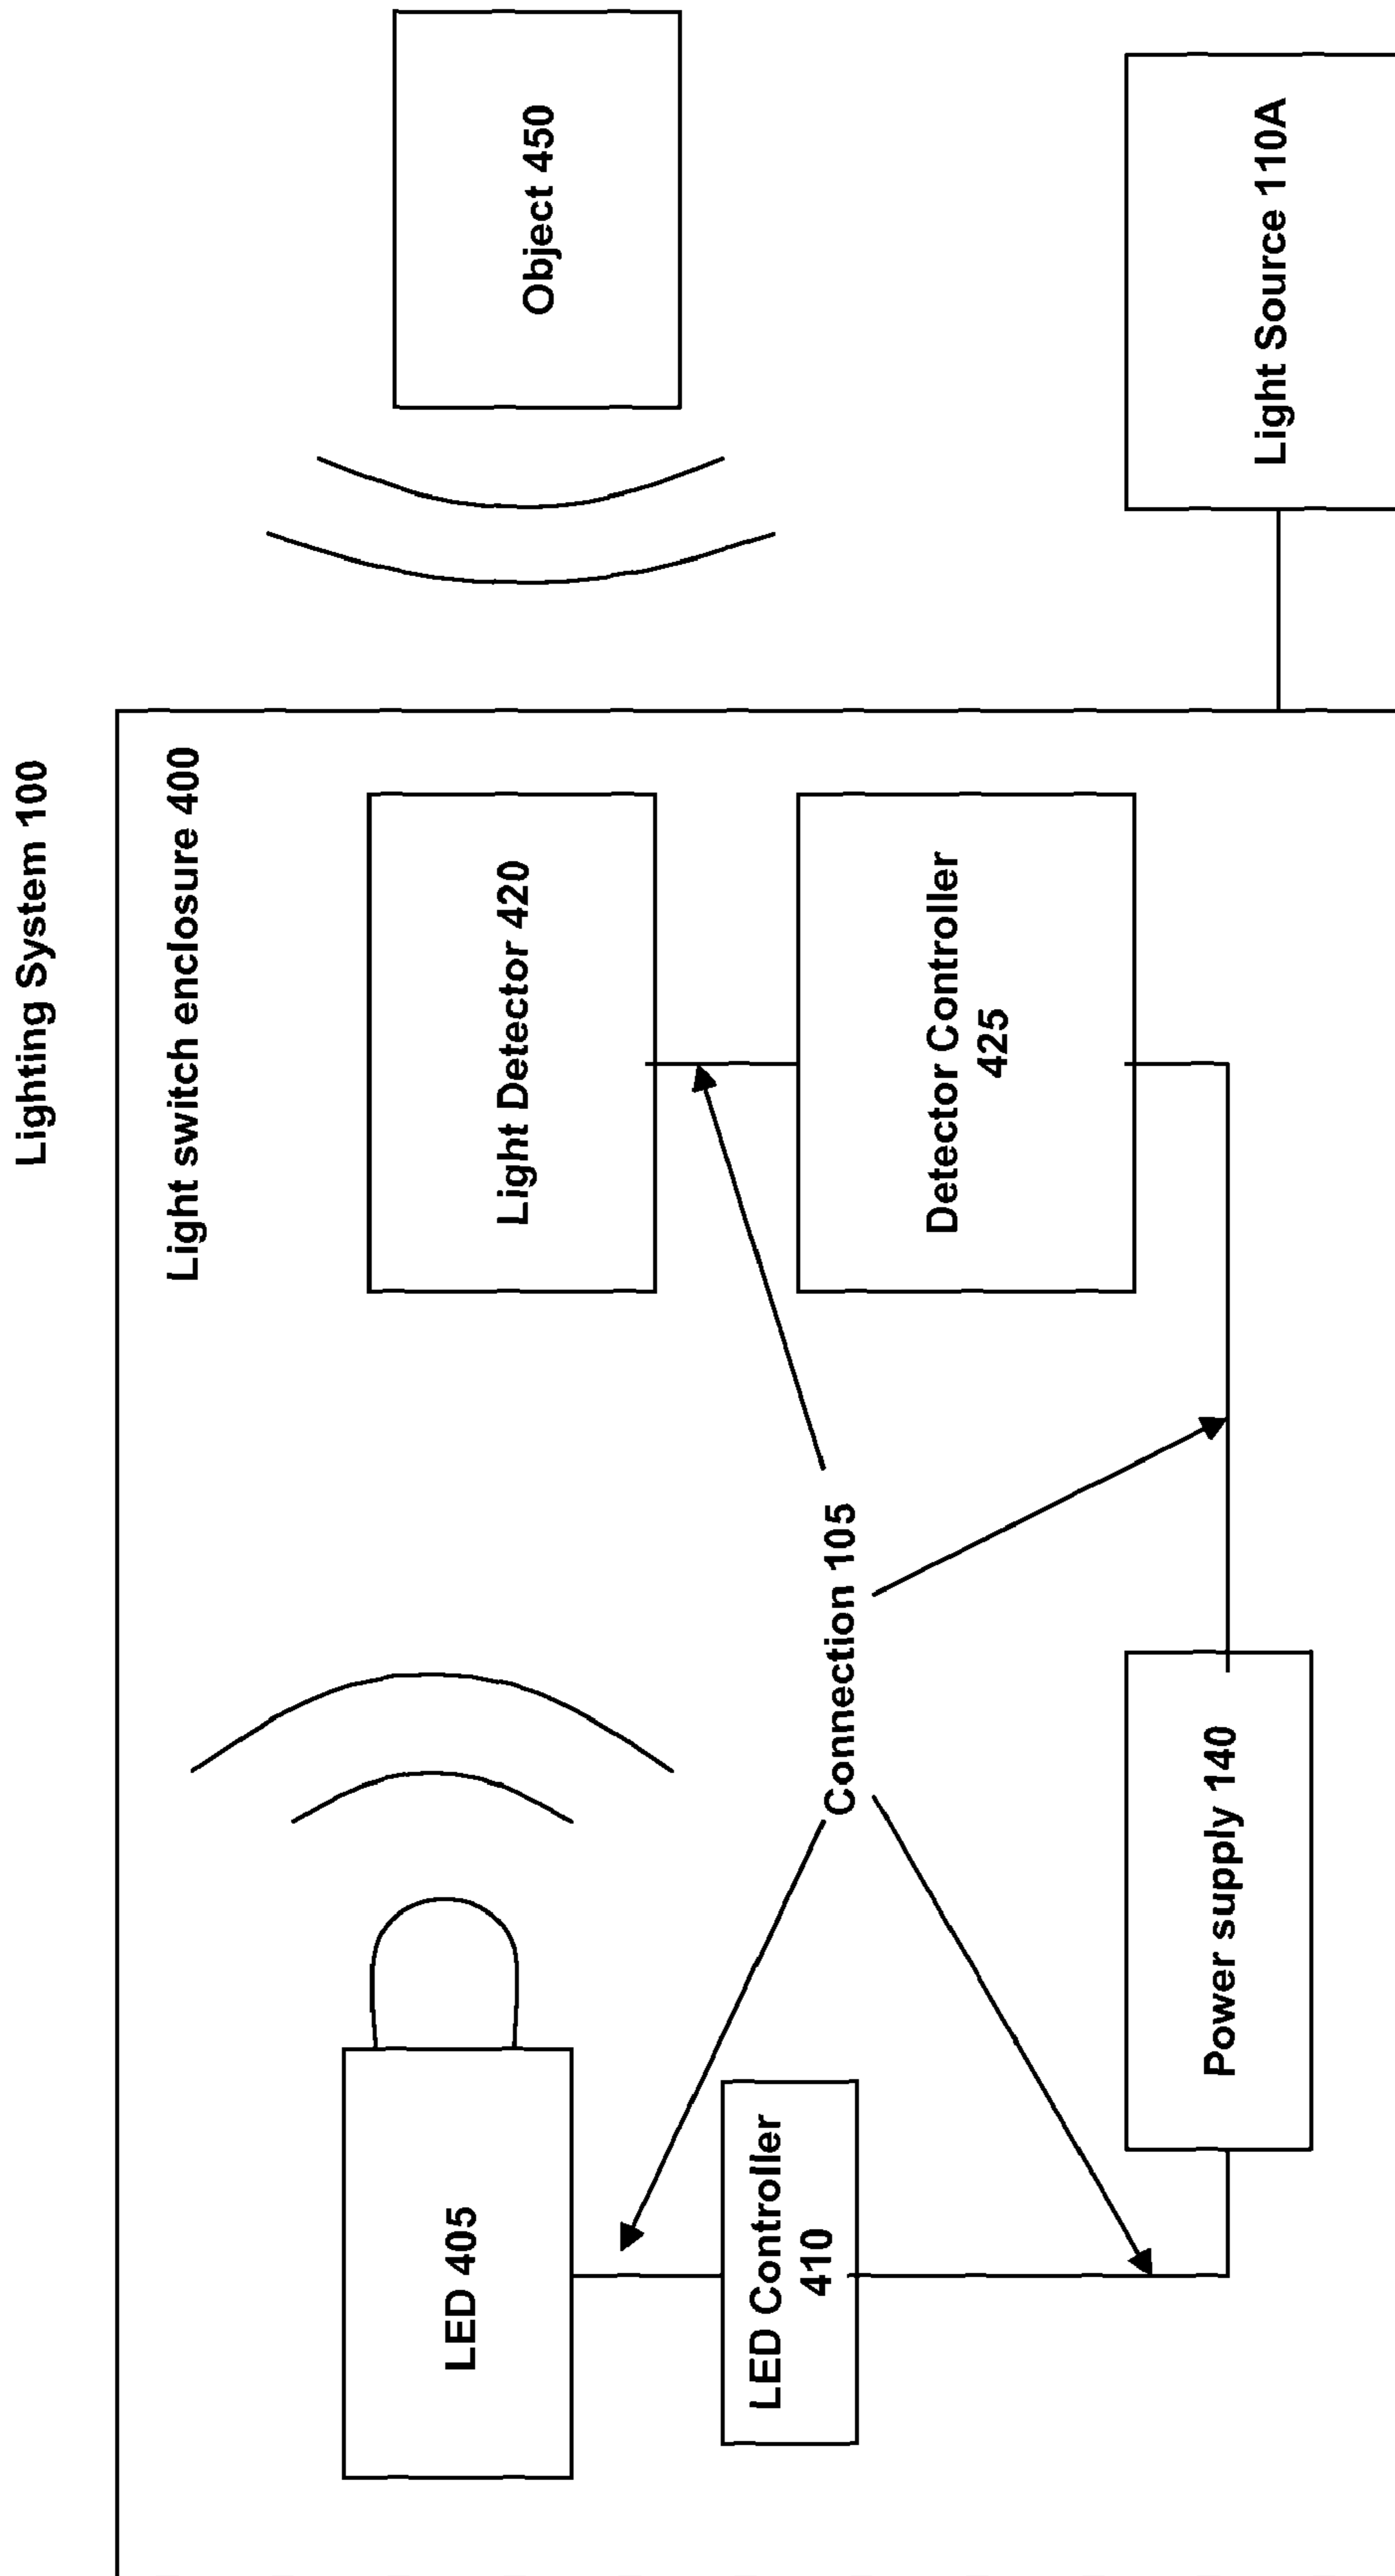 Lighting System 100
Light switch enclosure 400
LED 405
Light Detector 420
Object 450
LED Controller
410
Connection 105
Detector Controller
425
Power supply 140
Light Source 110A